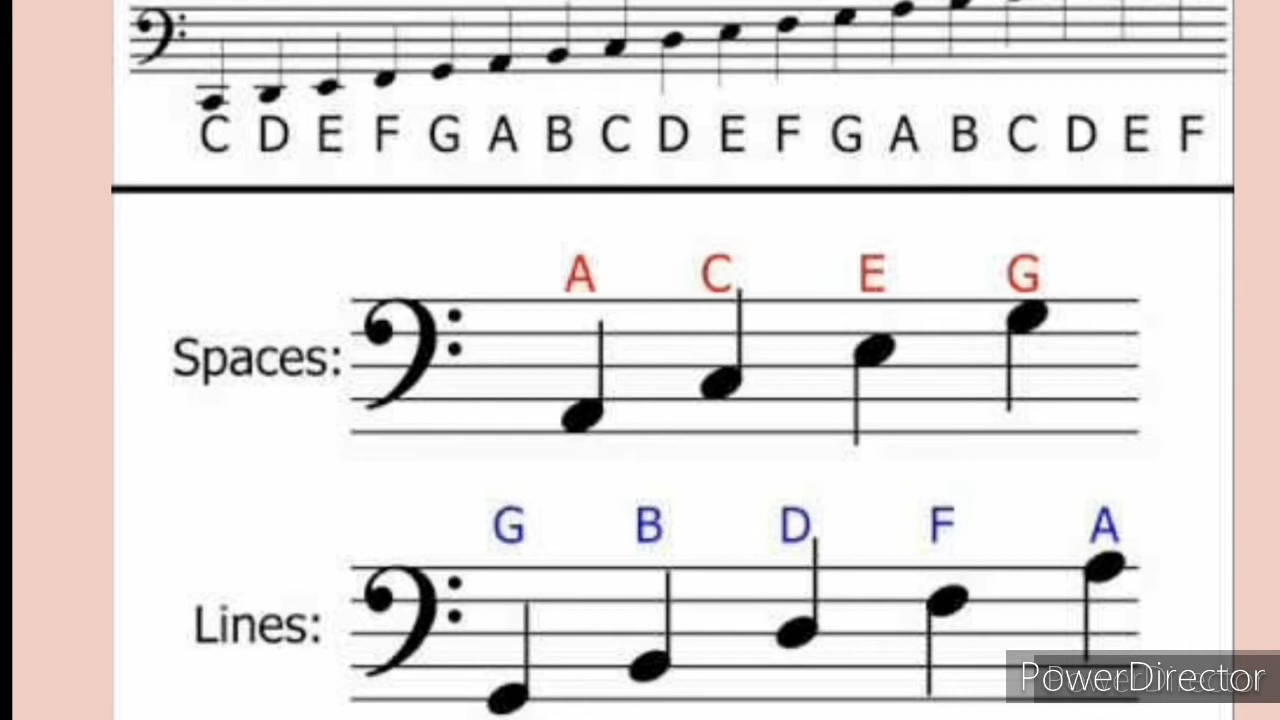 C D E F G A B C D E F G A B C D E F
A C E G
Spaces:
G B D F A
Lines:
PowerDirector